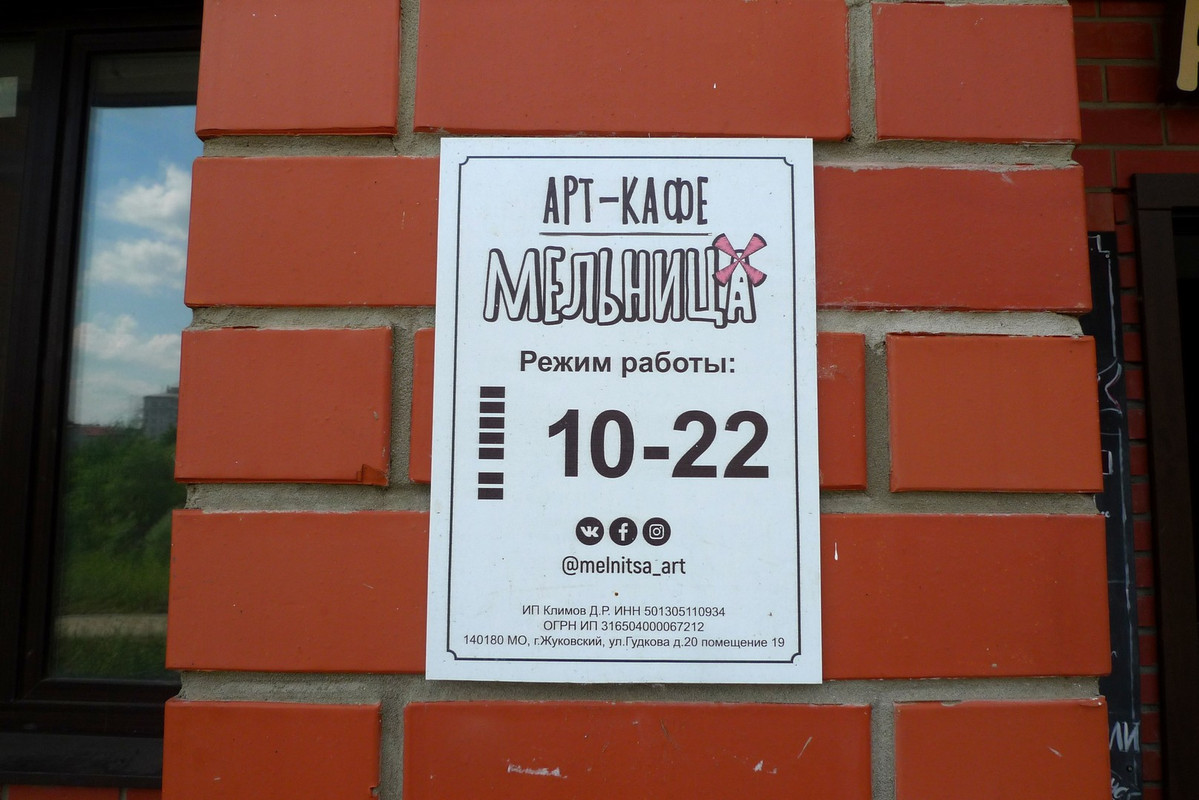 АРТ-КАФЕ
МЕЛЬНИЦА
Режим работы:
10-22
@melnitsa_art
ИП Климов Д.Р. ИНН 501305110934
ОГРН ИП 316504000067212
140180 МО, г.Жуковский, ул.Гудкова д.20 помещение 19